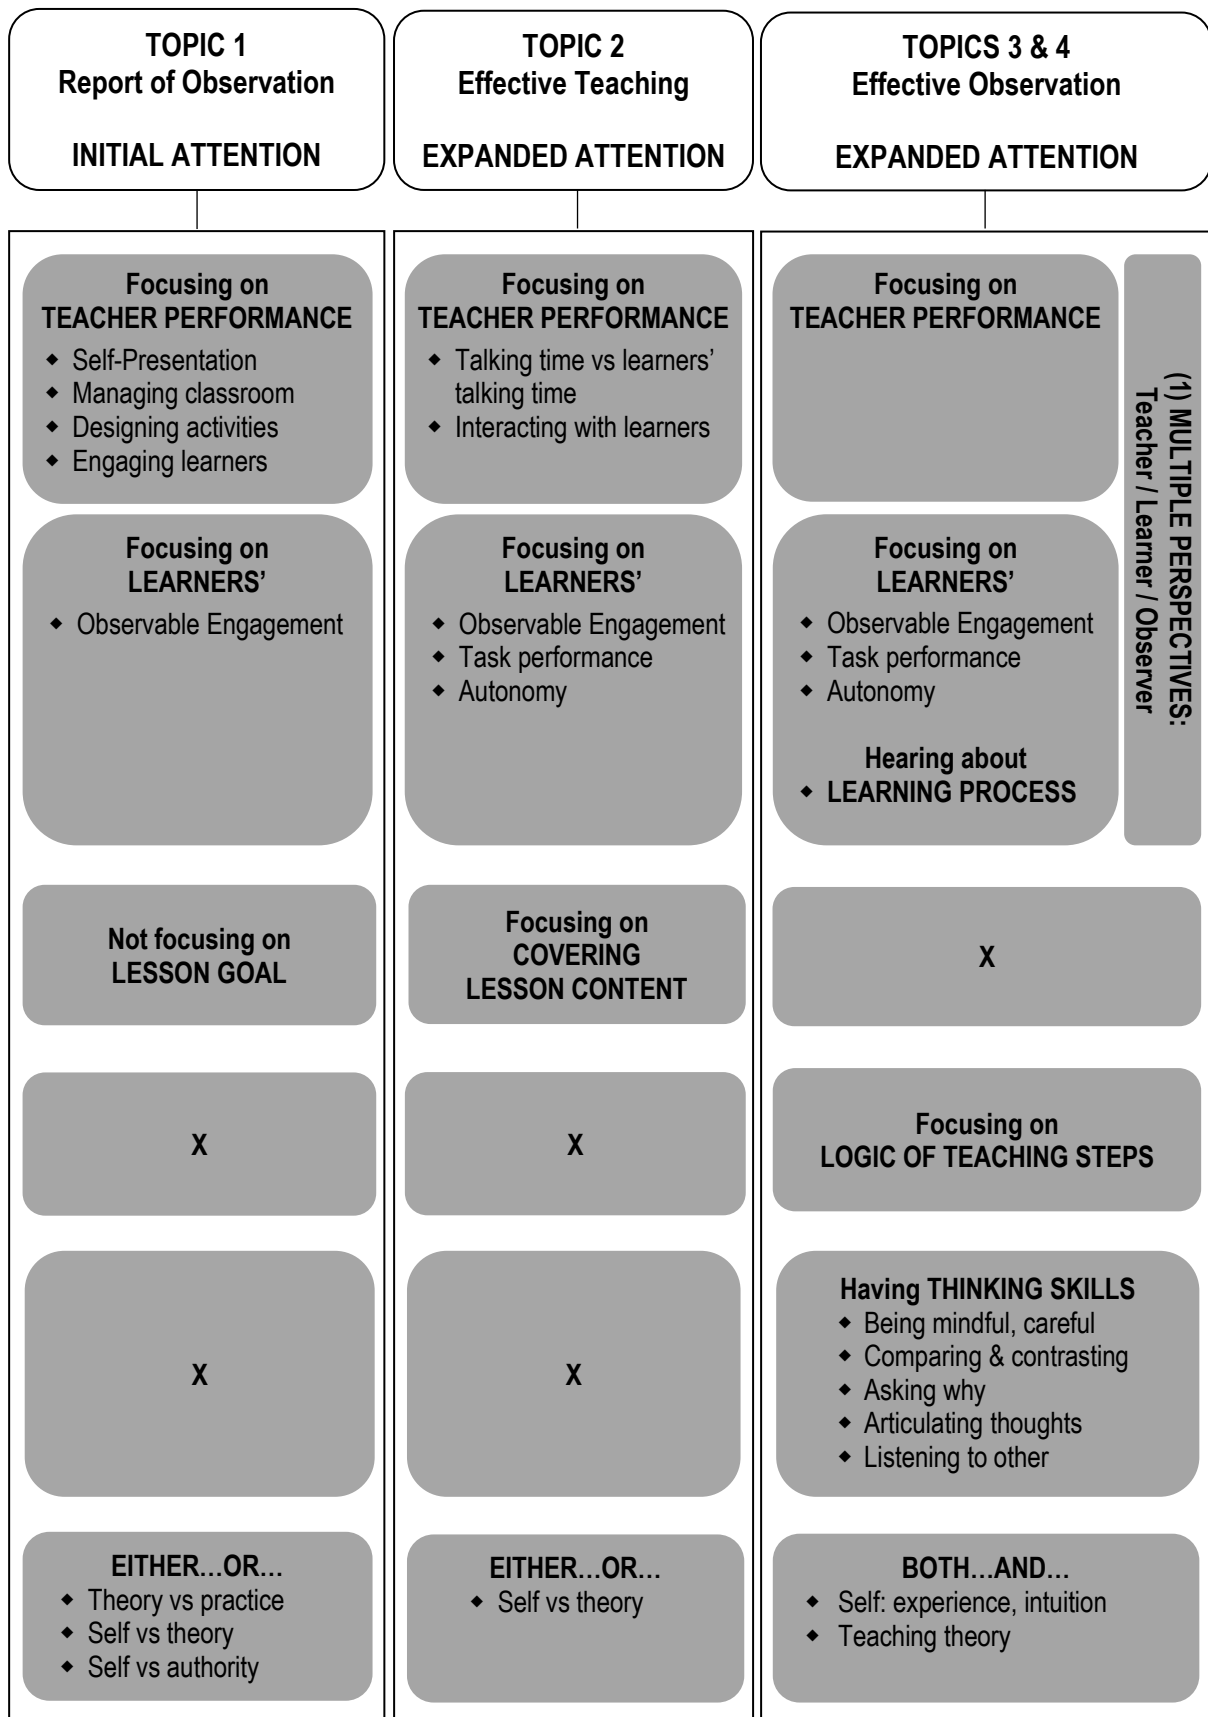 TOPIC 1
Report of Observation
INITIAL ATTENTION
TOPIC 2
Effective Teaching
EXPANDED ATTENTION
TOPICS 3 & 4
Effective Observation
EXPANDED ATTENTION
Focusing on
TEACHER PERFORMANCE
◆ Self-Presentation
◆ Managing classroom
◆ Designing activities
◆ Engaging learners
Focusing on
LEARNERS’
◆ Observable Engagement
Not focusing on
LESSON GOAL
X
X
EITHER…OR…
◆ Theory vs practice
◆ Self vs theory
◆ Self vs authority
Focusing on
TEACHER PERFORMANCE
◆ Talking time vs learners’
talking time
◆ Interacting with learners
Focusing on
LEARNERS’
◆ Observable Engagement
◆ Task performance
◆ Autonomy
Focusing on
COVERING
LESSON CONTENT
X
X
EITHER…OR…
◆ Self vs theory
Focusing on
TEACHER PERFORMANCE
Focusing on
LEARNERS’
◆ Observable Engagement
◆ Task performance
◆ Autonomy
Hearing about
◆ LEARNING PROCESS
(1) MULTIPLE PERSPECTIVES:
Teacher / Learner / Observer
X
Focusing on
LOGIC OF TEACHING STEPS
Having THINKING SKILLS
◆ Being mindful, careful
◆ Comparing & contrasting
◆ Asking why
◆ Articulating thoughts
◆ Listening to other
BOTH…AND…
◆ Self: experience, intuition
◆ Teaching theory